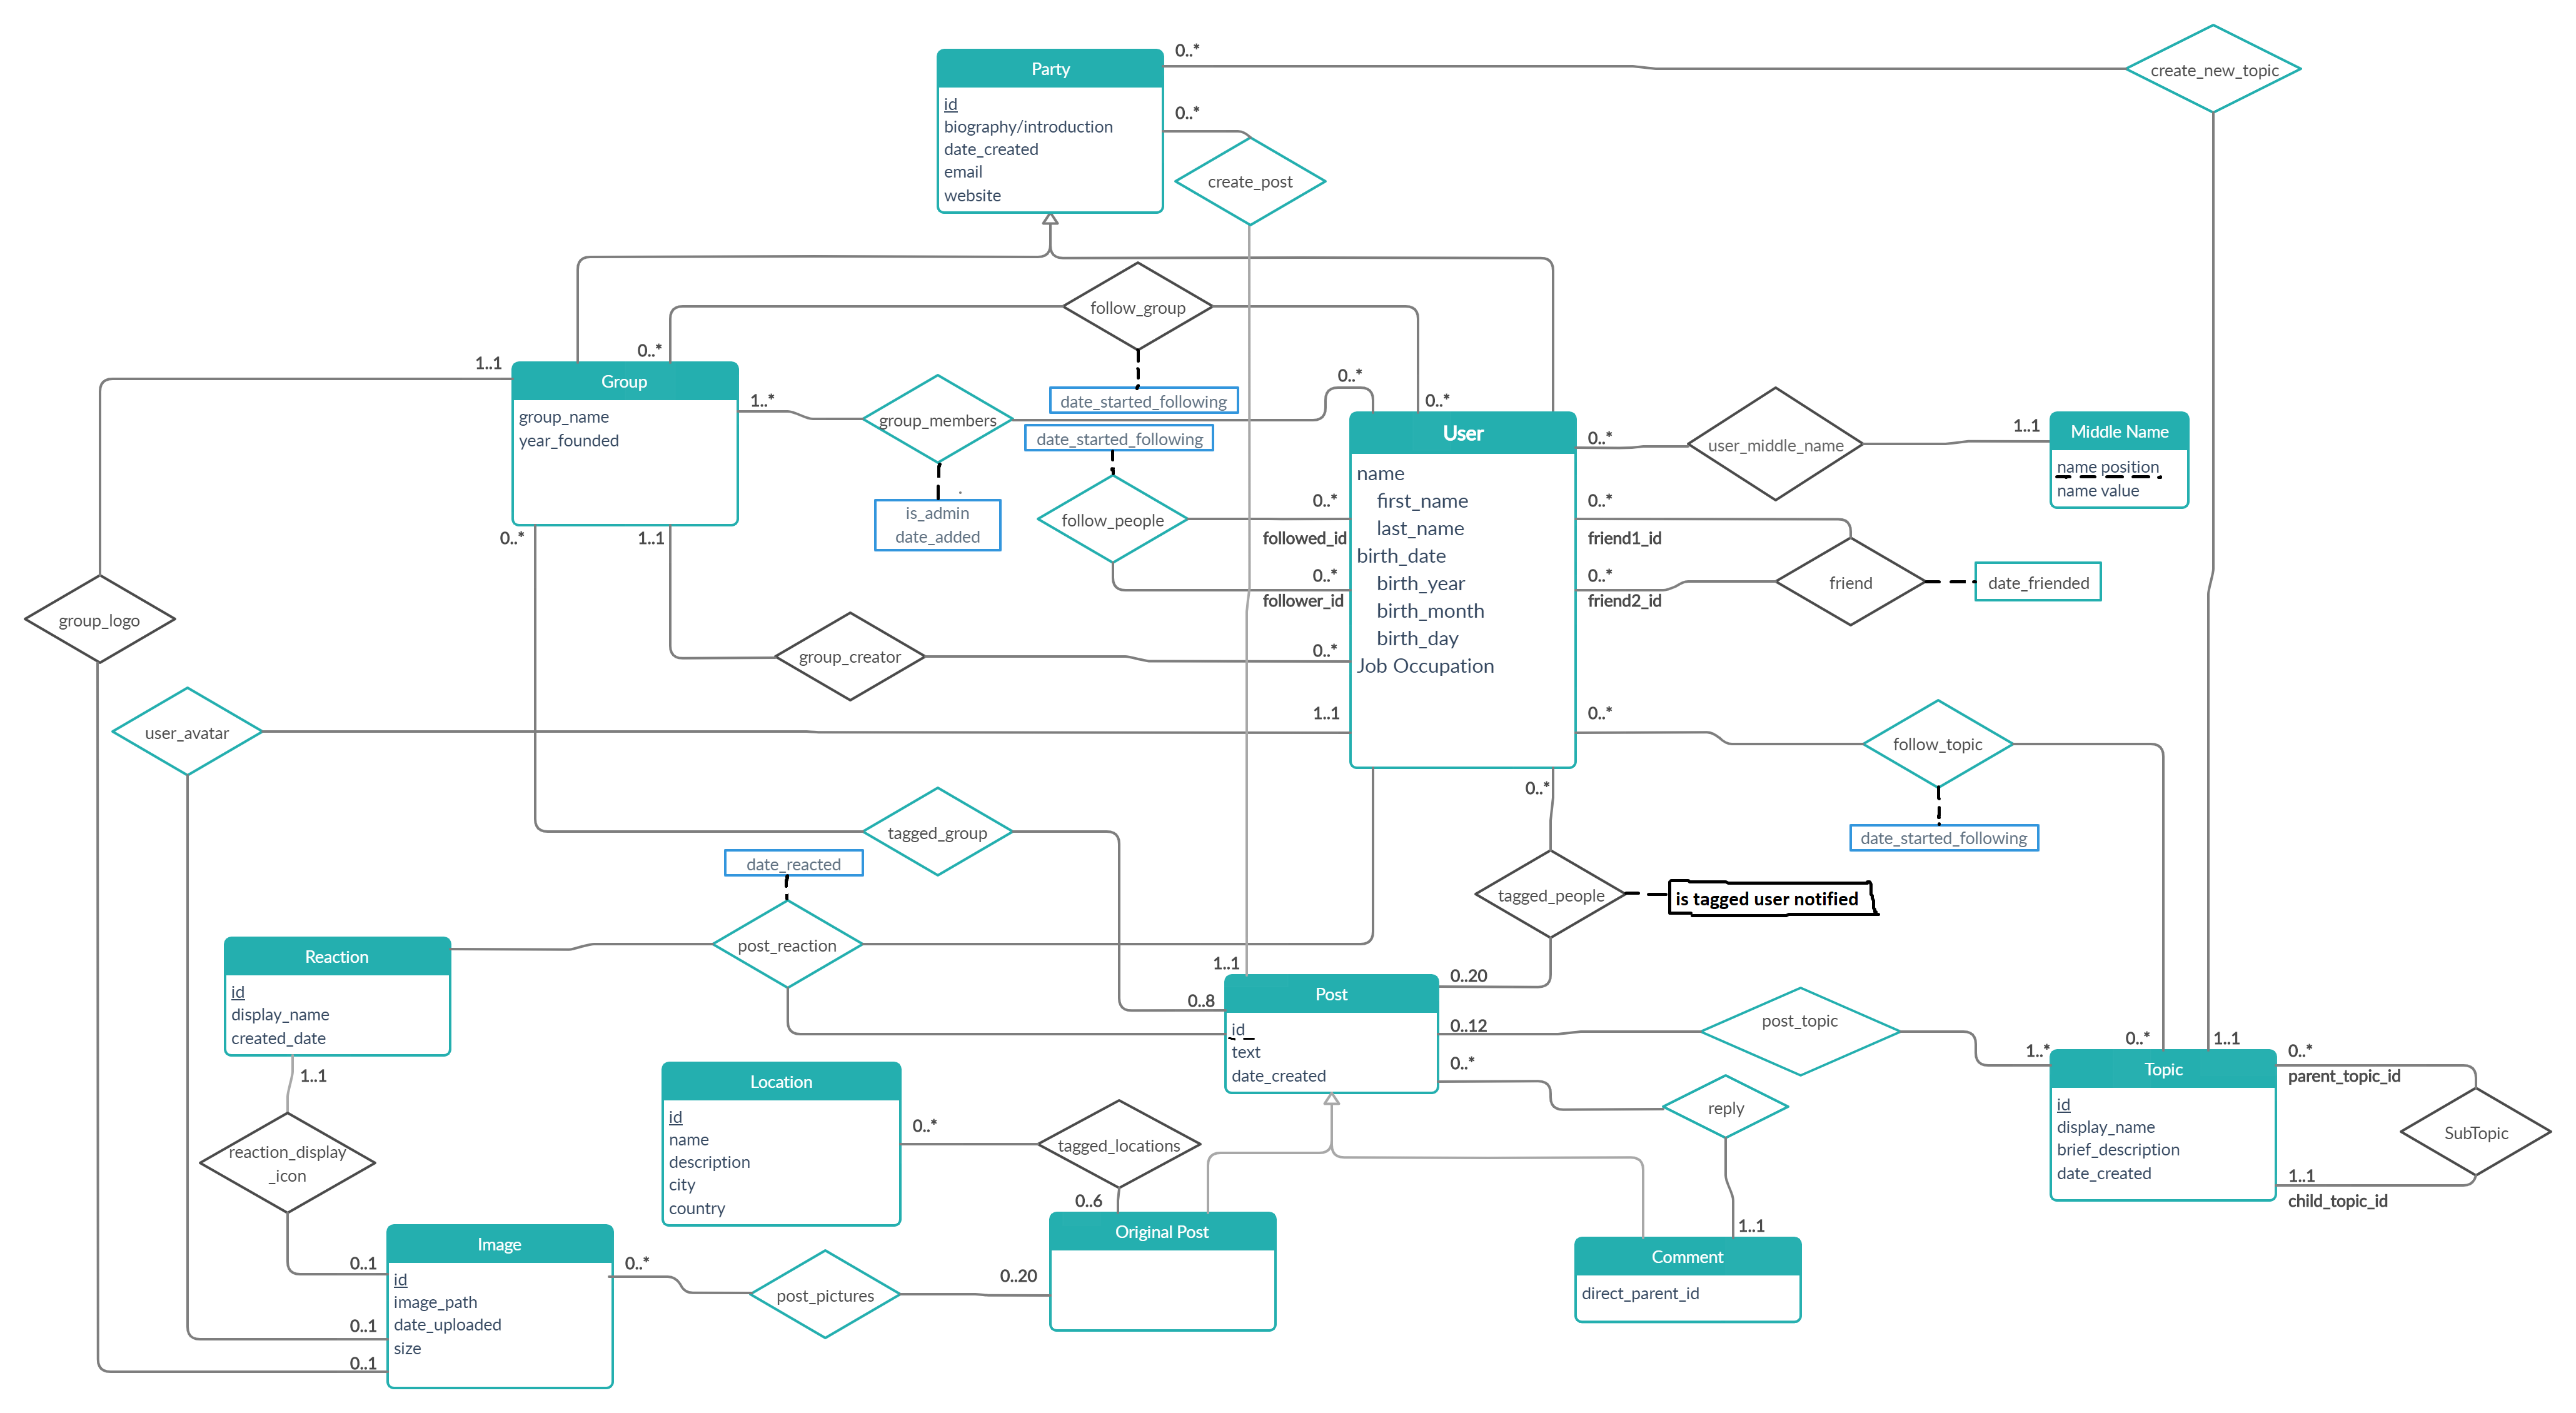 Party
id
biography/introduction
date_created
email
website
0..*
0..*
create_new_topic
create_post
follow_group
date_started_following
1..1
0..*
Group
group_name
year_founded
1..*
group_members
is_admin
date_added
0..*
0..*
date_started_following
follow_people
0..*
followed_id
0..*
follower_id
User
name
first_name
last_name
birth_date
birth_year
birth_month
birth_day
Job Occupation
0..*
user_middle_name
1..1
Middle Name
name position
name value
0..*
friend1_id
0..*
friend2_id
friend
date_friended
0..*
1..1
group_logo
group_creator
0..*
user_avatar
1..1
0..*
follow_topic
date_started_following
0..*
tagged_group
date_reacted
post_reaction
tagged_people
is tagged user notified
Reaction
id
display_name
created_date
1..1
reaction_display
_icon
1..1
0..8
Post
id
text
date_created
0..20
0..12
0..*
post_topic
reply
1..*
0..*
1..1
Topic
id
display_name
brief_description
date_created
0..*
parent_topic_id
SubTopic
1..1
child_topic_id
Location
id
name
description
city
country
0..*
tagged_locations
0..6
Original Post
0..20
1..1
Comment
direct_parent_id
0..1
0..1
0..1
Image
id
image_path
date_uploaded
size
0..*
post_pictures